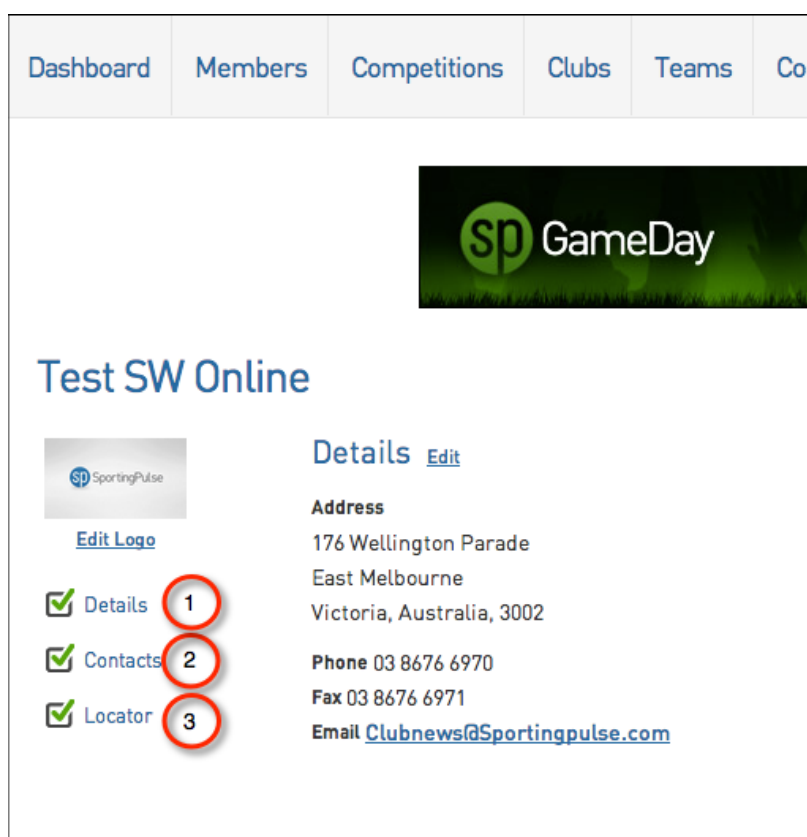 Dashboard Members Competitions Clubs Teams Co
sp GameDay
Test SW Online
sp SportingPulse
Edit Logo
Details 1
Contacts 2
Locator 3
Details Edit
Address
176 Wellington Parade
East Melbourne
Victoria, Australia, 3002
Phone 03 8676 6970
Fax 03 8676 6971
Email Clubnews@Sportingpulse.com